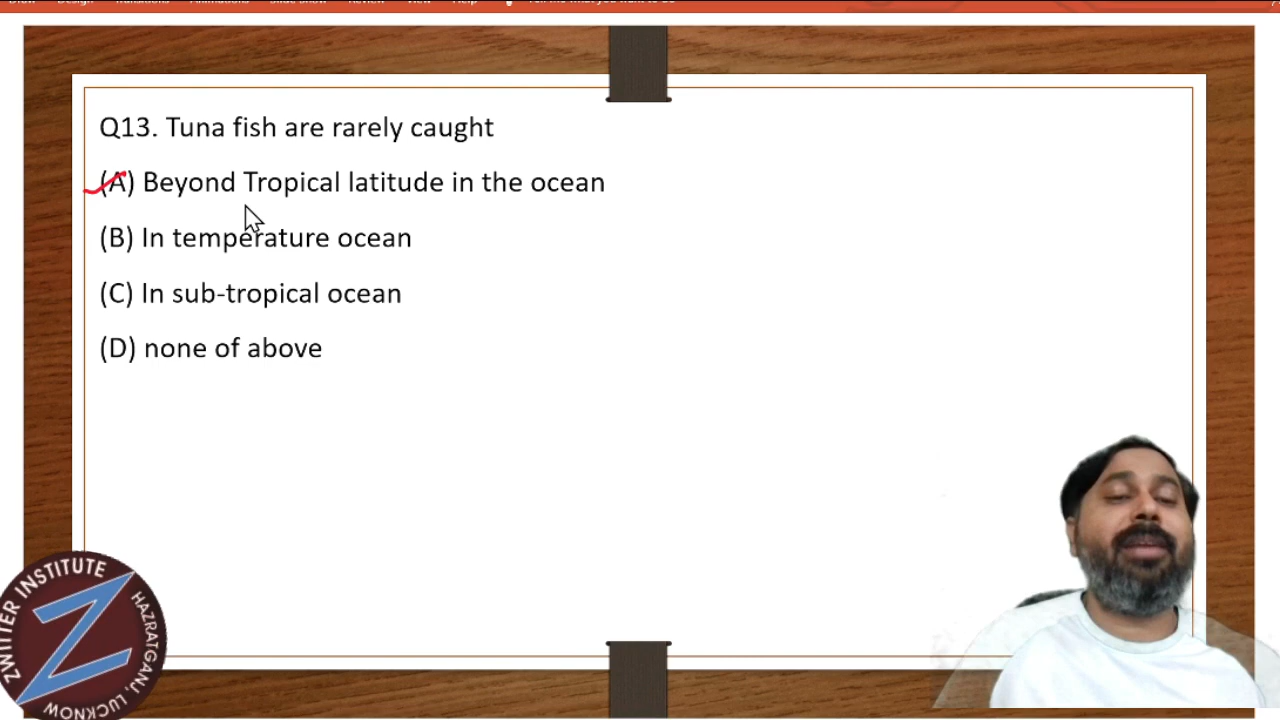 Q13. Tuna fish are rarely caught
(A) Beyond Tropical latitude in the ocean
(B) In temperature ocean
(C) In sub-tropical ocean
(D) none of above
ZWITTER INSTITUTE
HAZRATGANJ, LUCKNOW